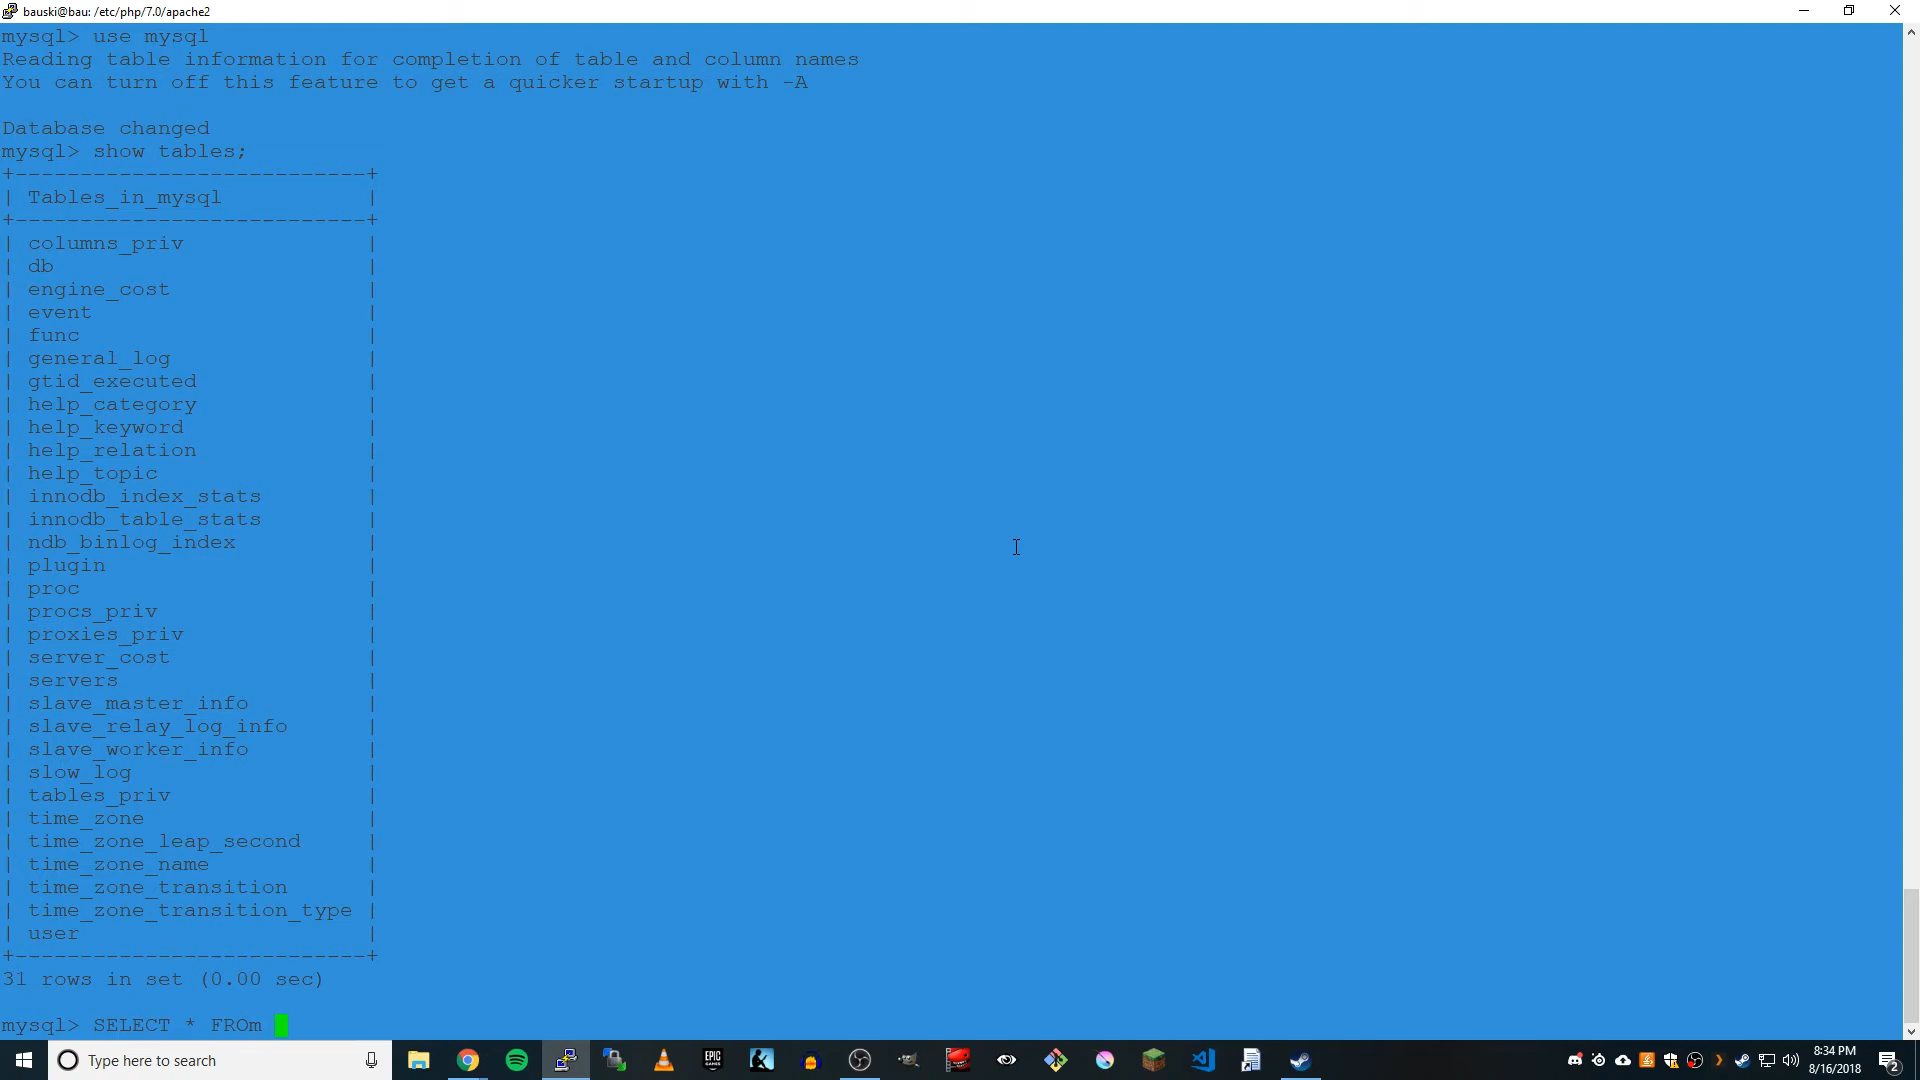 bauski@bau: /etc/php/7.0/apache2
mysql> use mysql
Reading table information for completion of table and column names
You can turn off this feature to get a quicker startup with -A
Database changed
mysql> show tables;
+---------------------------+
| Tables_in_mysql           |
+---------------------------+
| columns_priv              |
| db                        |
| engine_cost               |
| event                     |
| func                      |
| general_log               |
| gtid_executed             |
| help_category             |
| help_keyword              |
| help_relation             |
| help_topic                |
| innodb_index_stats        |
| innodb_table_stats        |
| ndb_binlog_index          |
| plugin                    |
| proc                      |
| procs_priv                |
| proxies_priv              |
| server_cost               |
| servers                   |
| slave_master_info         |
| slave_relay_log_info      |
| slave_worker_info         |
| slow_log                  |
| tables_priv               |
| time_zone                 |
| time_zone_leap_second     |
| time_zone_name            |
| time_zone_transition      |
| time_zone_transition_type |
| user                      |
+---------------------------+
31 rows in set (0.00 sec)
mysql> SELECT * FROm
Type here to search
EPIC GAMES
8:34 PM
8/16/2018
2